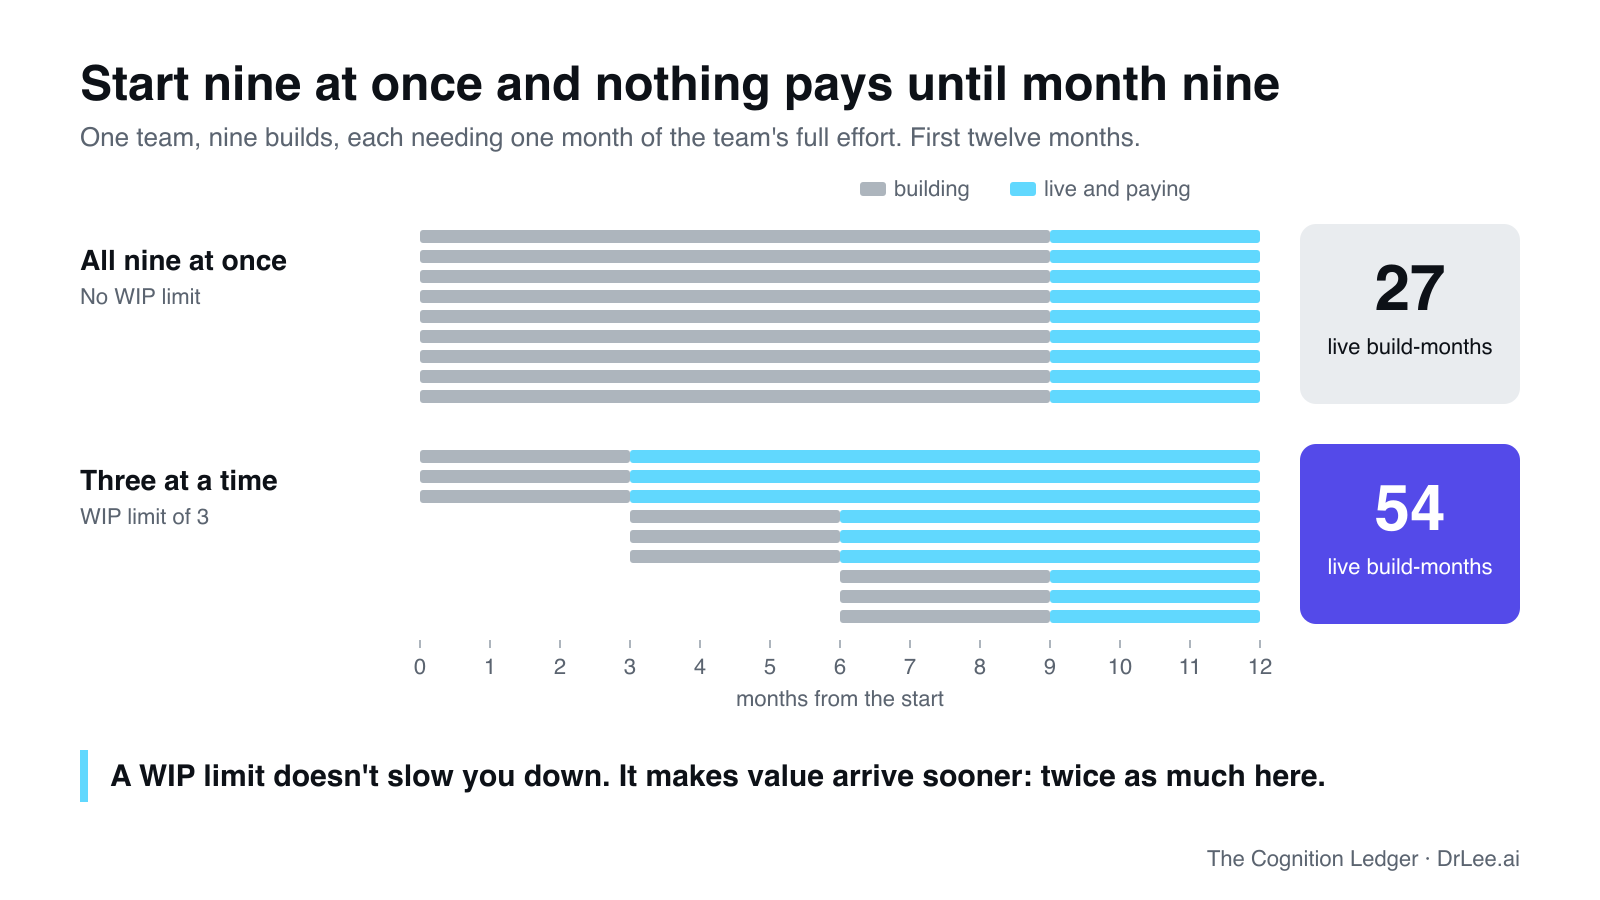 Start nine at once and nothing pays until month nine
One team, nine builds, each needing one month of the team's full effort. First twelve months.
building
live and paying
All nine at once
No WIP limit
27
live build-months
Three at a time
WIP limit of 3
54
live build-months
0 1 2 3 4 5 6 7 8 9 10 11 12
months from the start
A WIP limit doesn't slow you down. It makes value arrive sooner: twice as much here.
The Cognition Ledger · DrLee.ai